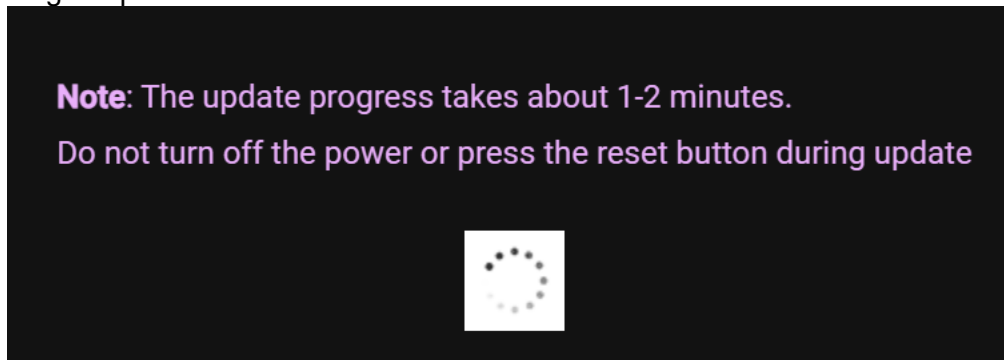 Note: The update progress takes about 1-2 minutes.
Do not turn off the power or press the reset button during update